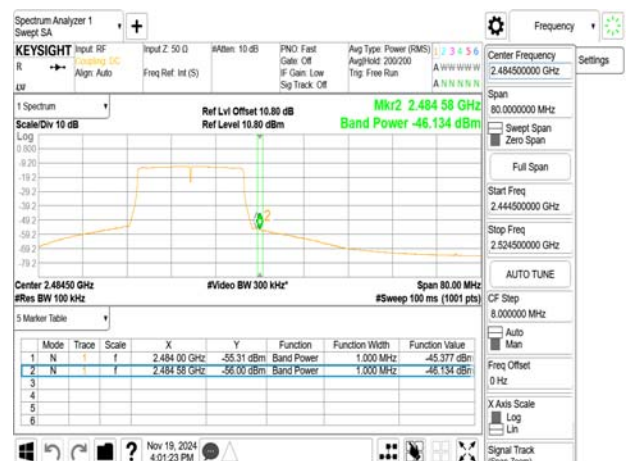 Spectrum Analyzer 1
Swept SA
Frequency
KEYSIGHT Input: RF Input Z: 50 Ω #Atten: 10 dB PNO: Fast Avg Type: Power (RMS) 1 2 3 4 5 6
R Coupling: DC Gate: Off Avg|Hold: 200/200 A W W W W W
Align: Auto Freq Ref: Int (S) IF Gain: Low Trig: Free Run
LXI Sig Track: Off A N N N N N
Center Frequency
2.484500000 GHz
Settings
Span
80.0000000 MHz
Swept Span
Zero Span
Full Span
Start Freq
2.444500000 GHz
Stop Freq
2.524500000 GHz
AUTO TUNE
CF Step
8.000000 MHz
Auto
Man
Freq Offset
0 Hz
X Axis Scale
Log
Lin
Signal Track
(Span Zoom)
1 Spectrum
Scale/Div 10 dB
Ref Lvl Offset 10.80 dB
Ref Level 10.80 dBm
Mkr2 2.484 58 GHz
Band Power -46.134 dBm
Log
0.800
-9.20
-19.2
-29.2
-39.2
-49.2
-59.2
-69.2
-79.2
2
Center 2.48450 GHz #Video BW 300 kHz* Span 80.00 MHz
#Res BW 100 kHz #Sweep 100 ms (1001 pts)
5 Marker Table
Mode Trace Scale X Y Function Function Width Function Value
1 N 1 f 2.484 00 GHz -55.31 dBm Band Power 1.000 MHz -45.377 dBm
2 N 1 f 2.484 58 GHz -56.00 dBm Band Power 1.000 MHz -46.134 dBm
3
4
5
6
Nov 19, 2024
4:01:23 PM